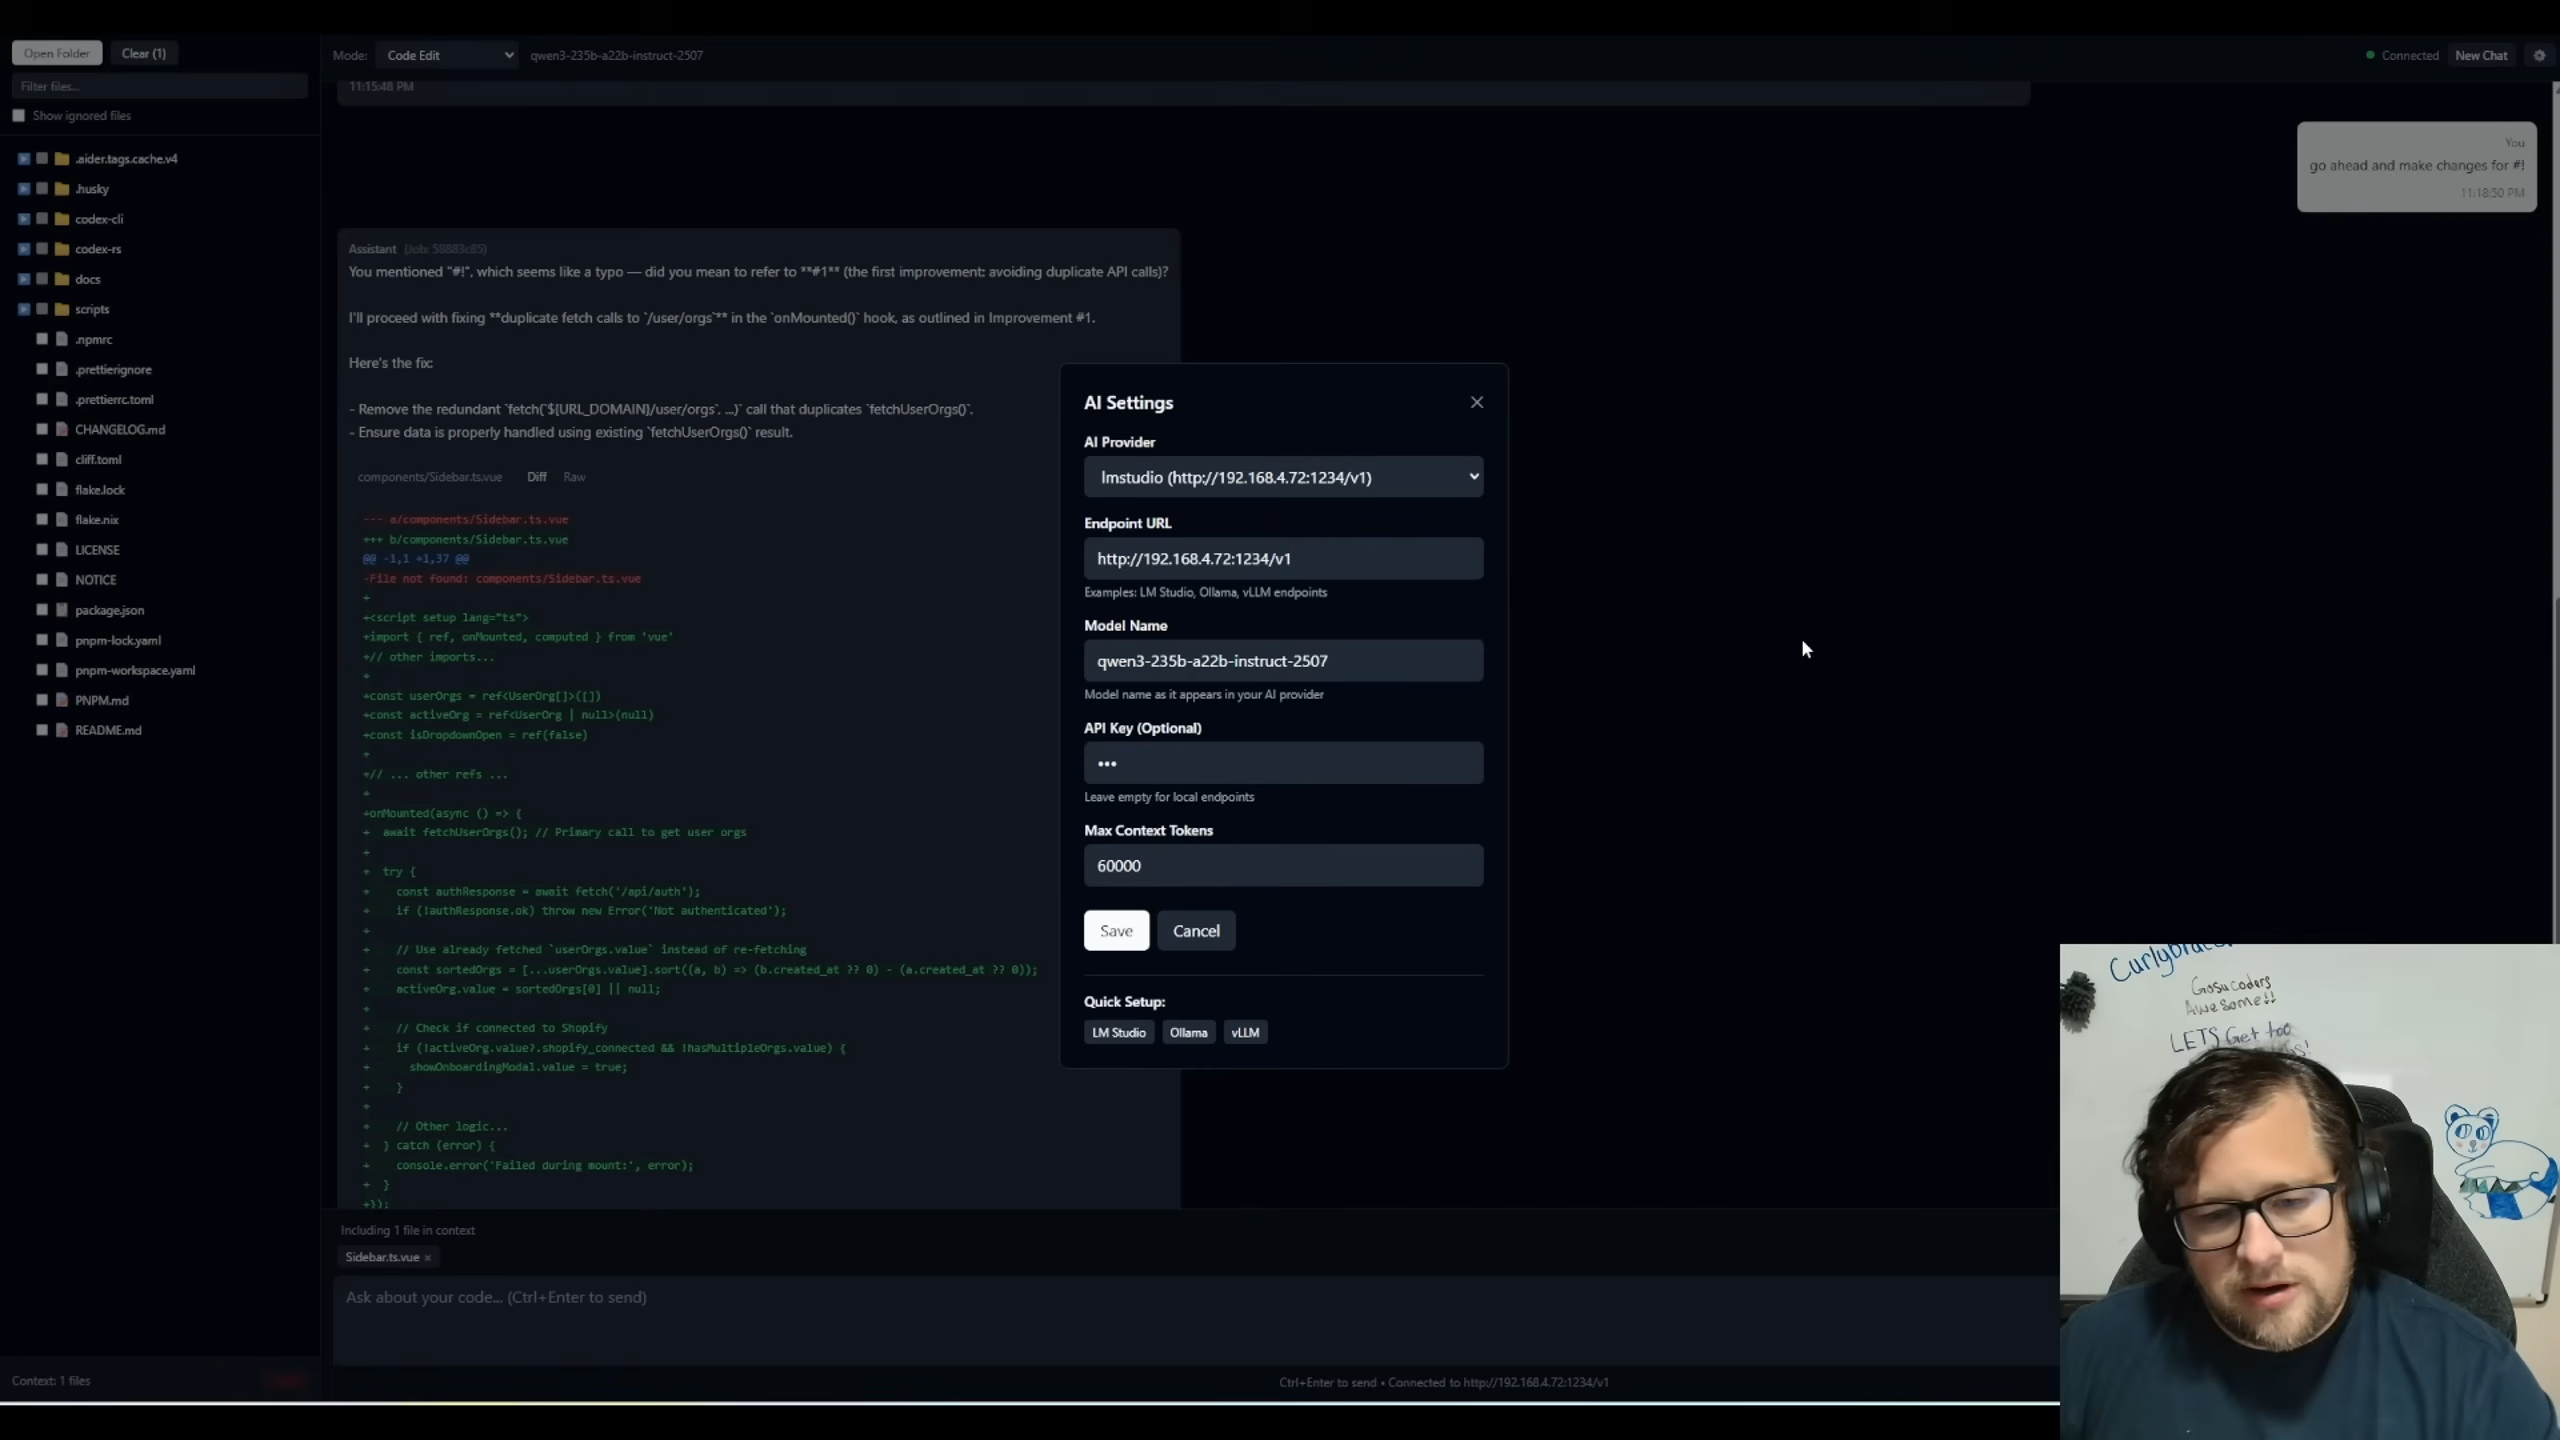 Open Folder
Clear (1)
Filter files...
Show ignored files
.aider.tags.cache.v4
.husky
codex-cli
codex-rs
docs
scripts
.npmrc
.prettierignore
.prettierrc.toml
CHANGELOG.md
cliff.toml
flake.lock
flake.nix
LICENSE
NOTICE
package.json
pnpm-lock.yaml
pnpm-workspace.yaml
PNPM.md
README.md
Context: 1 files
Mode: Code Edit qwen3-235b-a22b-instruct-2507
Connected New Chat
11:15:48 PM
You
go ahead and make changes for #!
11:18:50 PM
Assistant (Job: 58883c85)
You mentioned "#!", which seems like a typo — did you mean to refer to **#1** (the first improvement: avoiding duplicate API calls)?
I'll proceed with fixing **duplicate fetch calls to `/user/orgs`** in the `onMounted()` hook, as outlined in Improvement #1.
Here's the fix:
- Remove the redundant `fetch(`${URL_DOMAIN}/user/orgs`, ...)` call that duplicates `fetchUserOrgs()`.
- Ensure data is properly handled using existing `fetchUserOrgs()` result.
components/Sidebar.ts.vue Diff Raw
--- a/components/Sidebar.ts.vue
+++ b/components/Sidebar.ts.vue
@@ -1,1 +1,37 @@
-File not found: components/Sidebar.ts.vue
+
+<script setup lang="ts">
+import { ref, onMounted, computed } from 'vue'
+// other imports...
+
+const userOrgs = ref<UserOrg[]>([])
+const activeOrg = ref<UserOrg | null>(null)
+const isDropdownOpen = ref(false)
+
+// ... other refs ...
+
+onMounted(async () => {
+  await fetchUserOrgs(); // Primary call to get user orgs
+
+  try {
+    const authResponse = await fetch('/api/auth');
+    if (!authResponse.ok) throw new Error('Not authenticated');
+
+    // Use already fetched `userOrgs.value` instead of re-fetching
+    const sortedOrgs = [...userOrgs.value].sort((a, b) => (b.created_at ?? 0) - (a.created_at ?? 0));
+    activeOrg.value = sortedOrgs[0] || null;
+
+    // Check if connected to Shopify
+    if (!activeOrg.value?.shopify_connected && !hasMultipleOrgs.value) {
+      showOnboardingModal.value = true;
+    }
+
+    // Other logic...
+  } catch (error) {
+    console.error('Failed during mount:', error);
+  }
+});
Including 1 file in context
Sidebar.ts.vue ×
Ask about your code... (Ctrl+Enter to send)
Ctrl+Enter to send • Connected to http://192.168.4.72:1234/v1
AI Settings
AI Provider
lmstudio (http://192.168.4.72:1234/v1)
Endpoint URL
http://192.168.4.72:1234/v1
Examples: LM Studio, Ollama, vLLM endpoints
Model Name
qwen3-235b-a22b-instruct-2507
Model name as it appears in your AI provider
API Key (Optional)
•••
Leave empty for local endpoints
Max Context Tokens
60000
Save Cancel
Quick Setup:
LM Studio Ollama vLLM
Gosucoders
Awesome!!
LETS Get too